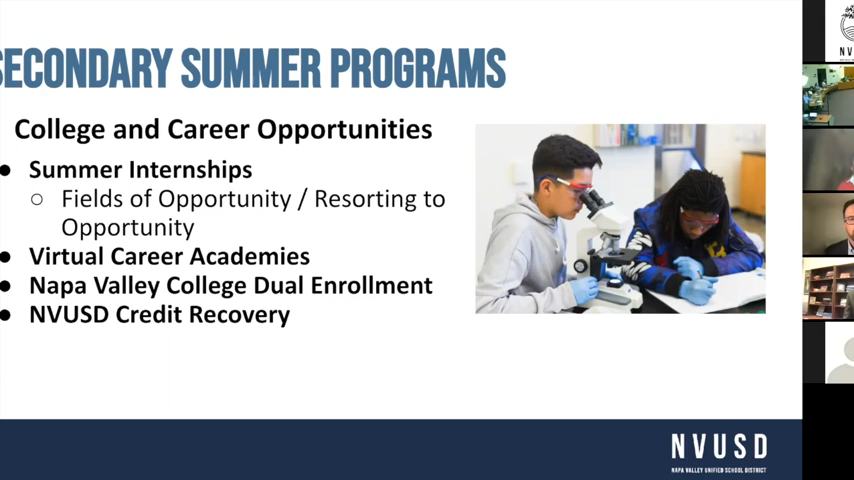 SECONDARY SUMMER PROGRAMS
College and Career Opportunities
● Summer Internships
○ Fields of Opportunity / Resorting to
Opportunity
● Virtual Career Academies
● Napa Valley College Dual Enrollment
● NVUSD Credit Recovery
NVUSD
NAPA VALLEY UNIFIED SCHOOL DISTRICT